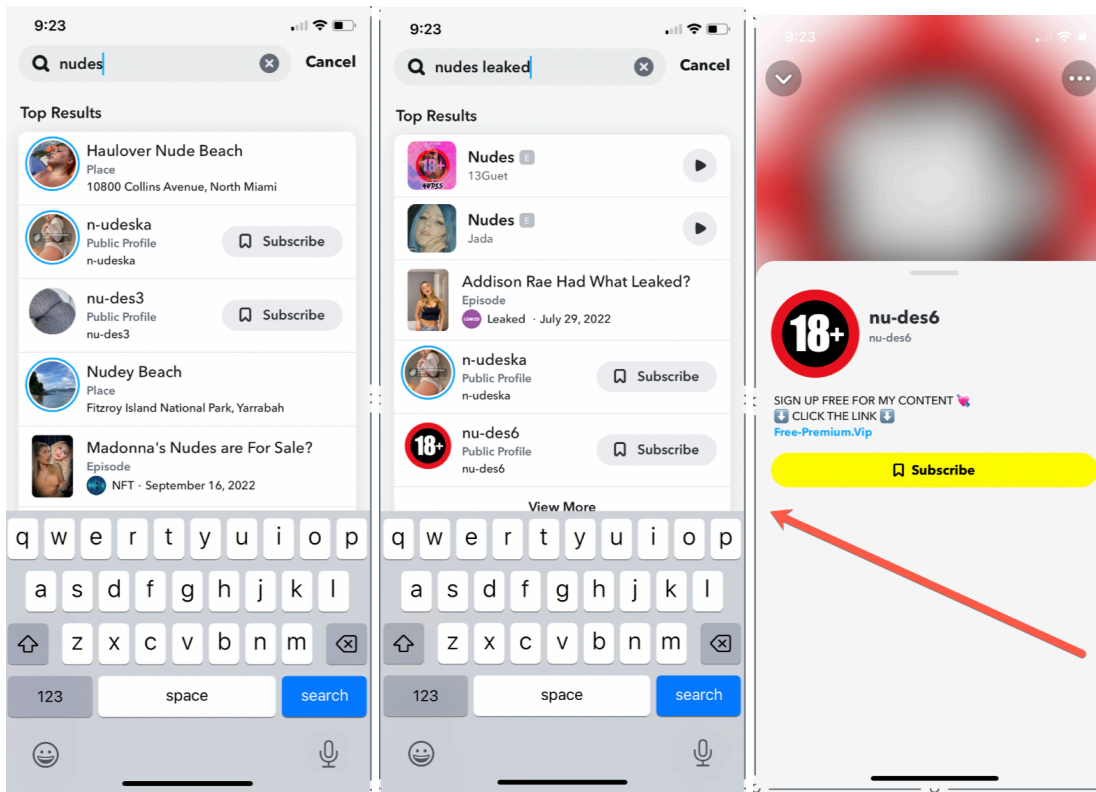 9:23
nudes
Cancel
Top Results
Haulover Nude Beach
Place
10800 Collins Avenue, North Miami
n-udeska
Public Profile
n-udeska
Subscribe
nu-des3
Public Profile
nu-des3
Subscribe
Nudey Beach
Place
Fitzroy Island National Park, Yarrabah
Madonna's Nudes are For Sale?
Episode
NFT · September 16, 2022
q w e r t y u i o p
a s d f g h j k l
z x c v b n m
123 space search
9:23
nudes leaked
Cancel
Top Results
18+
NUDES
Nudes E
13Guet
Nudes E
Jada
Addison Rae Had What Leaked?
Episode
LEAKED
Leaked · July 29, 2022
n-udeska
Public Profile
n-udeska
Subscribe
18+
nu-des6
Public Profile
nu-des6
Subscribe
View More
q w e r t y u i o p
a s d f g h j k l
z x c v b n m
123 space search
9:23
18+
nu-des6
nu-des6
SIGN UP FREE FOR MY CONTENT 💘
⬇️ CLICK THE LINK ⬇️
Free-Premium.Vip
Subscribe